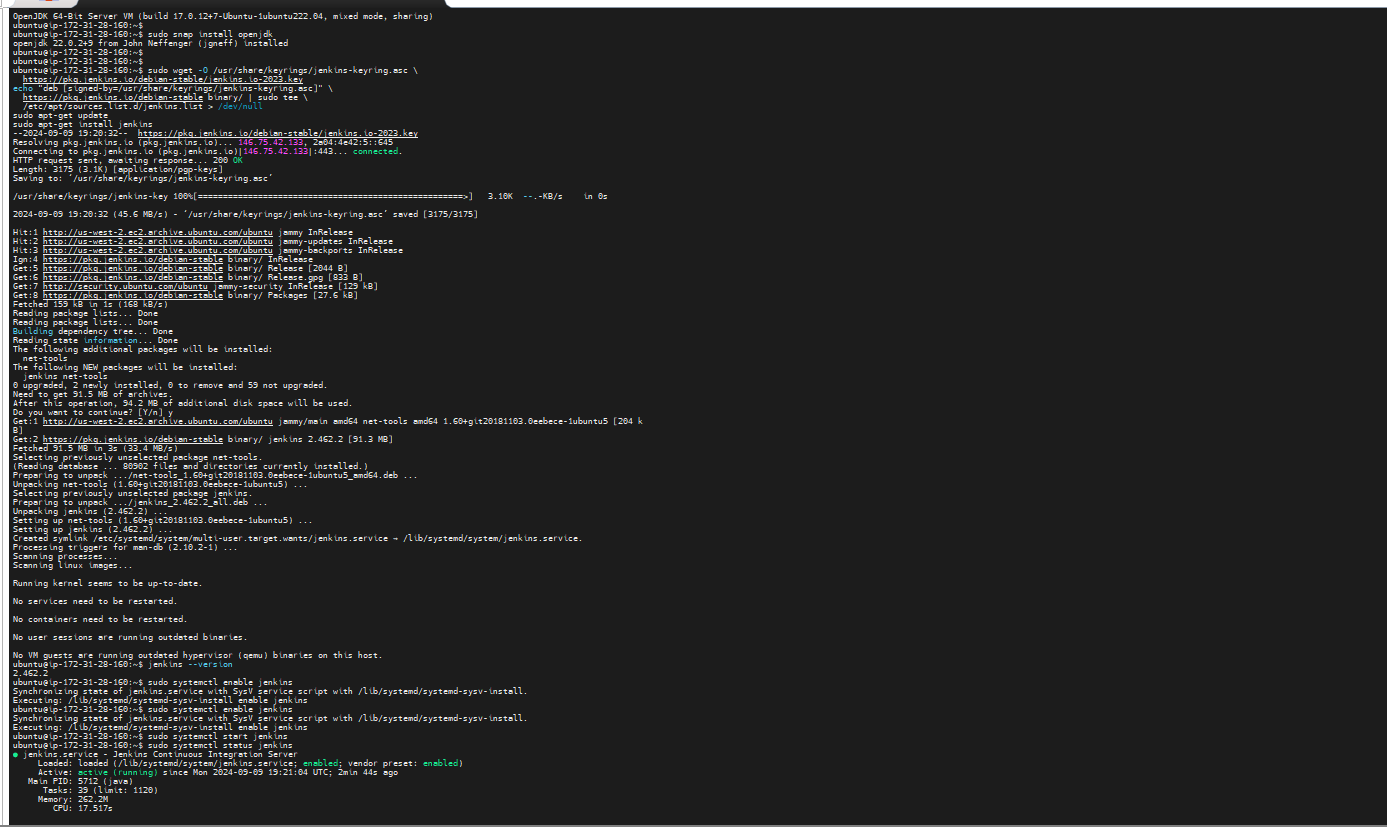 OpenJDK 64-Bit Server VM (build 17.0.12+7-Ubuntu-1ubuntu222.04, mixed mode, sharing)
ubuntu@ip-172-31-28-160:~$
ubuntu@ip-172-31-28-160:~$ sudo snap install openjdk
openjdk 22.0.2+9 from John Neffenger (jgneff) installed
ubuntu@ip-172-31-28-160:~$
ubuntu@ip-172-31-28-160:~$
ubuntu@ip-172-31-28-160:~$ sudo wget -O /usr/share/keyrings/jenkins-keyring.asc \
  https://pkg.jenkins.io/debian-stable/jenkins.io-2023.key
echo "deb [signed-by=/usr/share/keyrings/jenkins-keyring.asc]" \
  https://pkg.jenkins.io/debian-stable binary/ | sudo tee \
  /etc/apt/sources.list.d/jenkins.list > /dev/null
sudo apt-get update
sudo apt-get install jenkins
--2024-09-09 19:20:32--  https://pkg.jenkins.io/debian-stable/jenkins.io-2023.key
Resolving pkg.jenkins.io (pkg.jenkins.io)... 146.75.42.133, 2a04:4e42:5::645
Connecting to pkg.jenkins.io (pkg.jenkins.io)|146.75.42.133|:443... connected.
HTTP request sent, awaiting response... 200 OK
Length: 3175 (3.1K) [application/pgp-keys]
Saving to: ‘/usr/share/keyrings/jenkins-keyring.asc’
/usr/share/keyrings/jenkins-key 100%[=====================================================>]   3.10K  --.-KB/s    in 0s
2024-09-09 19:20:32 (45.6 MB/s) - ‘/usr/share/keyrings/jenkins-keyring.asc’ saved [3175/3175]
Hit:1 http://us-west-2.ec2.archive.ubuntu.com/ubuntu jammy InRelease
Hit:2 http://us-west-2.ec2.archive.ubuntu.com/ubuntu jammy-updates InRelease
Hit:3 http://us-west-2.ec2.archive.ubuntu.com/ubuntu jammy-backports InRelease
Ign:4 https://pkg.jenkins.io/debian-stable binary/ InRelease
Get:5 https://pkg.jenkins.io/debian-stable binary/ Release [2044 B]
Get:6 https://pkg.jenkins.io/debian-stable binary/ Release.gpg [833 B]
Get:7 http://security.ubuntu.com/ubuntu jammy-security InRelease [129 kB]
Get:8 https://pkg.jenkins.io/debian-stable binary/ Packages [27.6 kB]
Fetched 159 kB in 1s (168 kB/s)
Reading package lists... Done
Reading package lists... Done
Building dependency tree... Done
Reading state information... Done
The following additional packages will be installed:
  net-tools
The following NEW packages will be installed:
  jenkins net-tools
0 upgraded, 2 newly installed, 0 to remove and 59 not upgraded.
Need to get 91.5 MB of archives.
After this operation, 94.2 MB of additional disk space will be used.
Do you want to continue? [Y/n] y
Get:1 http://us-west-2.ec2.archive.ubuntu.com/ubuntu jammy/main amd64 net-tools amd64 1.60+git20181103.0eebece-1ubuntu5 [204 k
B]
Get:2 https://pkg.jenkins.io/debian-stable binary/ jenkins 2.462.2 [91.3 MB]
Fetched 91.5 MB in 3s (33.4 MB/s)
Selecting previously unselected package net-tools.
(Reading database ... 80902 files and directories currently installed.)
Preparing to unpack .../net-tools_1.60+git20181103.0eebece-1ubuntu5_amd64.deb ...
Unpacking net-tools (1.60+git20181103.0eebece-1ubuntu5) ...
Selecting previously unselected package jenkins.
Preparing to unpack .../jenkins_2.462.2_all.deb ...
Unpacking jenkins (2.462.2) ...
Setting up net-tools (1.60+git20181103.0eebece-1ubuntu5) ...
Setting up jenkins (2.462.2) ...
Created symlink /etc/systemd/system/multi-user.target.wants/jenkins.service → /lib/systemd/system/jenkins.service.
Processing triggers for man-db (2.10.2-1) ...
Scanning processes...
Scanning linux images...
Running kernel seems to be up-to-date.
No services need to be restarted.
No containers need to be restarted.
No user sessions are running outdated binaries.
No VM guests are running outdated hypervisor (qemu) binaries on this host.
ubuntu@ip-172-31-28-160:~$ jenkins --version
2.462.2
ubuntu@ip-172-31-28-160:~$ sudo systemctl enable jenkins
Synchronizing state of jenkins.service with SysV service script with /lib/systemd/systemd-sysv-install.
Executing: /lib/systemd/systemd-sysv-install enable jenkins
ubuntu@ip-172-31-28-160:~$ sudo systemctl enable jenkins
Synchronizing state of jenkins.service with SysV service script with /lib/systemd/systemd-sysv-install.
Executing: /lib/systemd/systemd-sysv-install enable jenkins
ubuntu@ip-172-31-28-160:~$ sudo systemctl start jenkins
ubuntu@ip-172-31-28-160:~$ sudo systemctl status jenkins
● jenkins.service - Jenkins Continuous Integration Server
     Loaded: loaded (/lib/systemd/system/jenkins.service; enabled; vendor preset: enabled)
     Active: active (running) since Mon 2024-09-09 19:21:04 UTC; 2min 44s ago
   Main PID: 5712 (java)
      Tasks: 39 (limit: 1120)
     Memory: 262.2M
        CPU: 17.517s